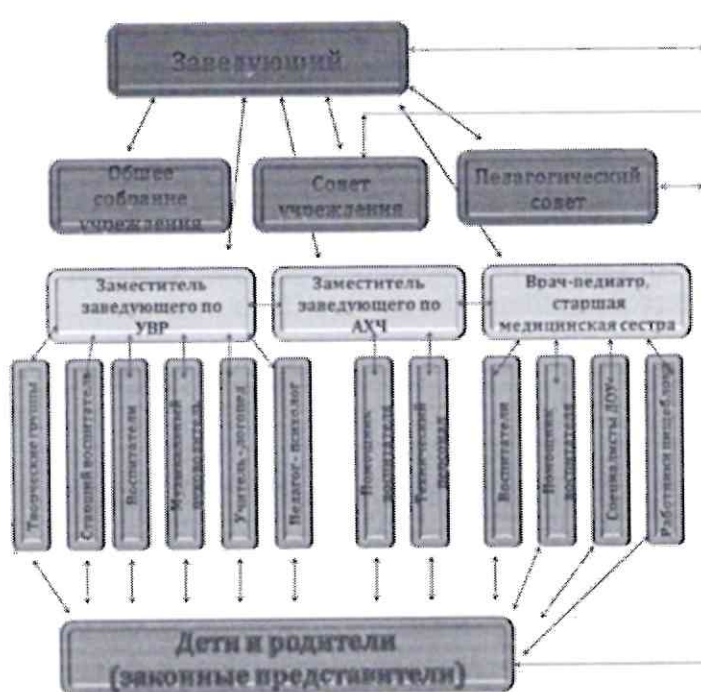 Заведующий
Общее
собрание
учреждения
Совет
учреждения
Педагогический
совет
Заместитель
заведующего по
УВР
Заместитель
заведующего по
АХЧ
Врач-педиатр,
старшая
медицинская сестра
Творческие группы
Старший воспитатель
Воспитатели
Музыкальный
руководитель
Учитель - логопед
Педагог - психолог
Помощник
воспитателя
Технический
персонал
Воспитатели
Помощник
воспитателя
Специалисты ДОУ
Работники пищеблока
Дети и родители
(законные представители)